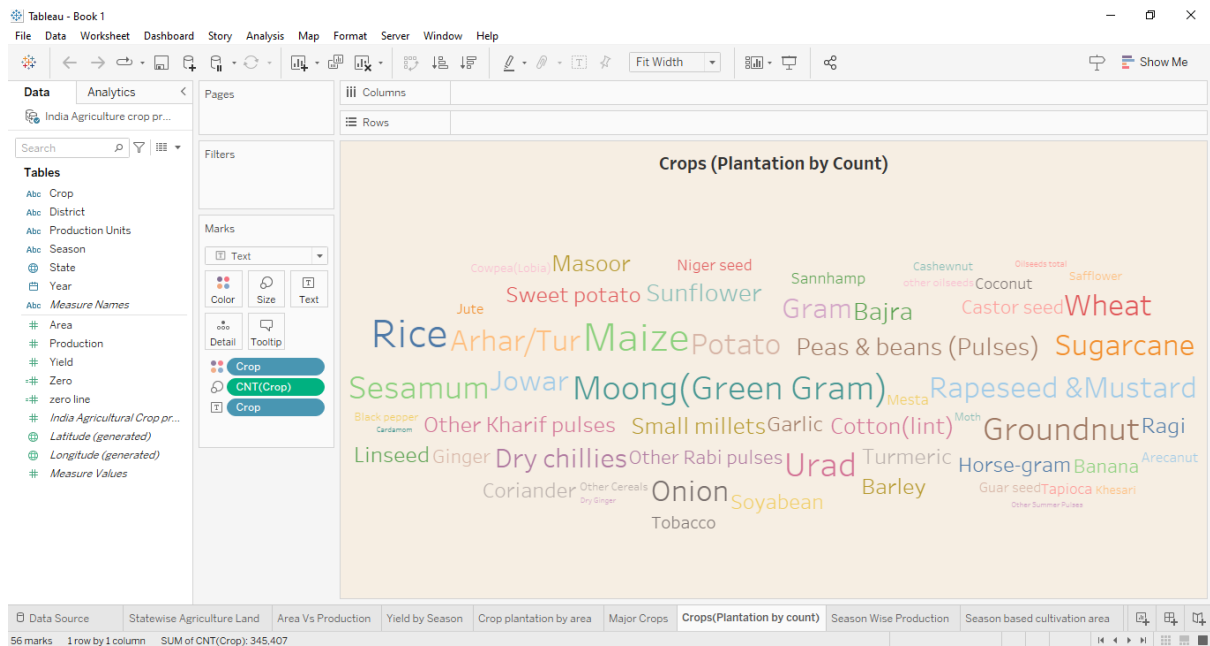 Tableau - Book 1
File Data Worksheet Dashboard Story Analysis Map Format Server Window Help
Fit Width
Show Me
Data Analytics
India Agriculture crop pr...
Search
Tables
Abc Crop
Abc District
Abc Production Units
Abc Season
State
Year
Abc Measure Names
# Area
# Production
# Yield
=# Zero
=# zero line
# India Agricultural Crop pr...
Latitude (generated)
Longitude (generated)
# Measure Values
Pages
Filters
Marks
T Text
Color Size Text
Detail Tooltip
Crop
CNT(Crop)
Crop
iii Columns
Rows
Crops (Plantation by Count)
Cowpea(Lobia) Masoor Niger seed Sannhamp Cashewnut Oilseeds total
other oilseeds Coconut Safflower
Jute Sweet potato Sunflower Gram Bajra Castor seed Wheat
Rice Arhar/Tur Maize Potato Peas & beans (Pulses) Sugarcane
Sesamum Jowar Moong(Green Gram) Mesta Rapeseed &Mustard
Black pepper Cardamom Other Kharif pulses Small millets Garlic Cotton(lint) Moth Groundnut Ragi
Linseed Ginger Dry chillies Other Rabi pulses Urad Turmeric Horse-gram Banana Arecanut
Coriander Other Cereals Dry Ginger Onion Soyabean Barley Guar seed Tapioca Khesari
Other Summer Pulses
Tobacco
Data Source Statewise Agriculture Land Area Vs Production Yield by Season Crop plantation by area Major Crops Crops(Plantation by count) Season Wise Production Season based cultivation area
56 marks 1 row by 1 column SUM of CNT(Crop): 345,407